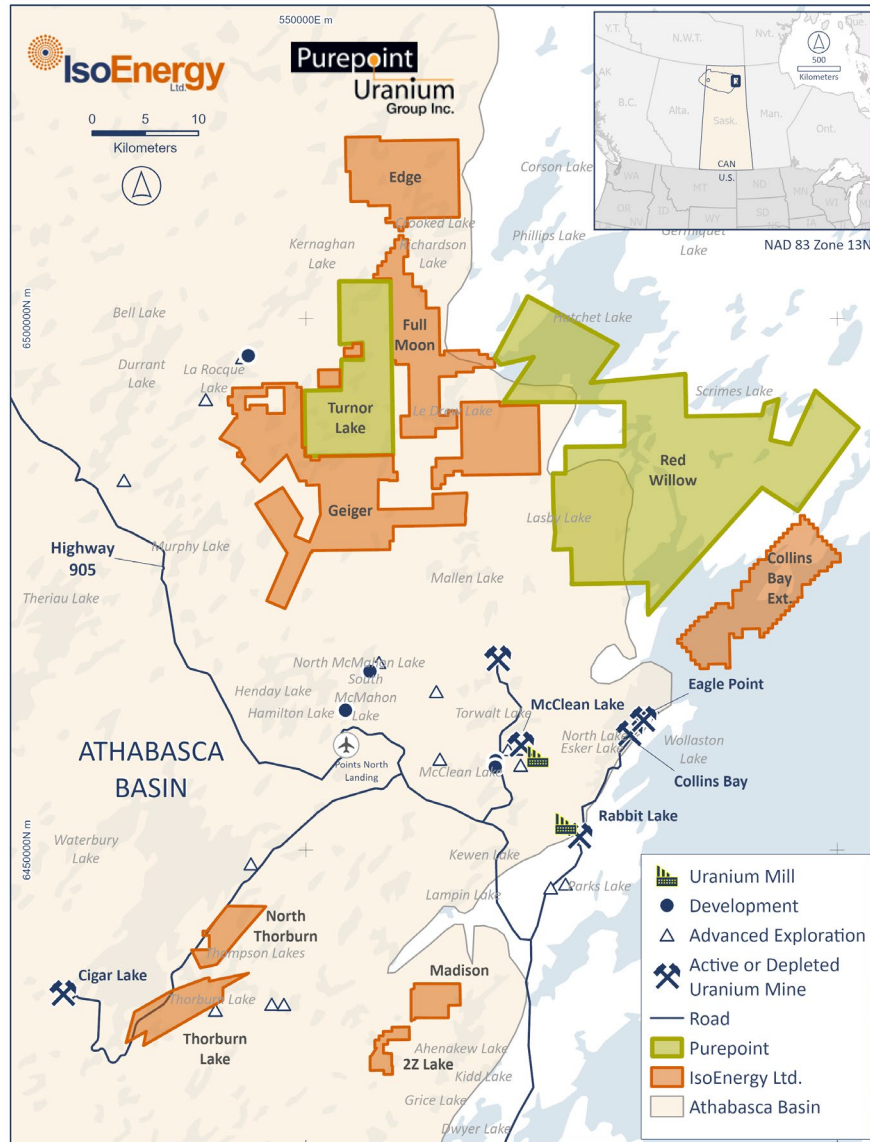 550000E m
IsoEnergy
Ltd.
Purepoint
Uranium
Group Inc.
0 5 10
Kilometers
500
Kilometers
Y.T.
N.W.T.
Nvt.
Que.
AK
B.C.
Alta.
Sask.
Man.
Ont.
CAN
U.S.
WA
MT
ND
MN
OR
ID
WY
SD
WI
NV
IA
NAD 83 Zone 13N
Edge
Corson Lake
Crooked Lake
Richardson
Lake
Kernaghan
Lake
Phillips Lake
Germiquet Lake
6500000N m
Bell Lake
Full
Moon
Hatchet Lake
Durrant
Lake
La Rocque
Lake
Scrimes Lake
Turnor
Lake
Le Drew Lake
Red
Willow
Geiger
Lasby Lake
Highway
905
Murphy Lake
Collins
Bay
Ext.
Mallen Lake
Theriau Lake
North McMahon Lake
South
McMahon
Lake
Henday Lake
Hamilton Lake
Eagle Point
McClean Lake
Torwalt Lake
North Lake
Esker Lake
Wollaston
Lake
ATHABASCA
BASIN
Points North
Landing
McClean Lake
Collins Bay
Rabbit Lake
6450000N m
Waterbury
Lake
Kewen Lake
Lampin Lake
Parks Lake
North
Thorburn
Thompson Lakes
Madison
Cigar Lake
Thorburn Lake
Thorburn
Lake
2Z Lake
Ahenakew Lake
Kidd Lake
Grice Lake
Dwyer Lake
Uranium Mill
Development
Advanced Exploration
Active or Depleted
Uranium Mine
Road
Purepoint
IsoEnergy Ltd.
Athabasca Basin